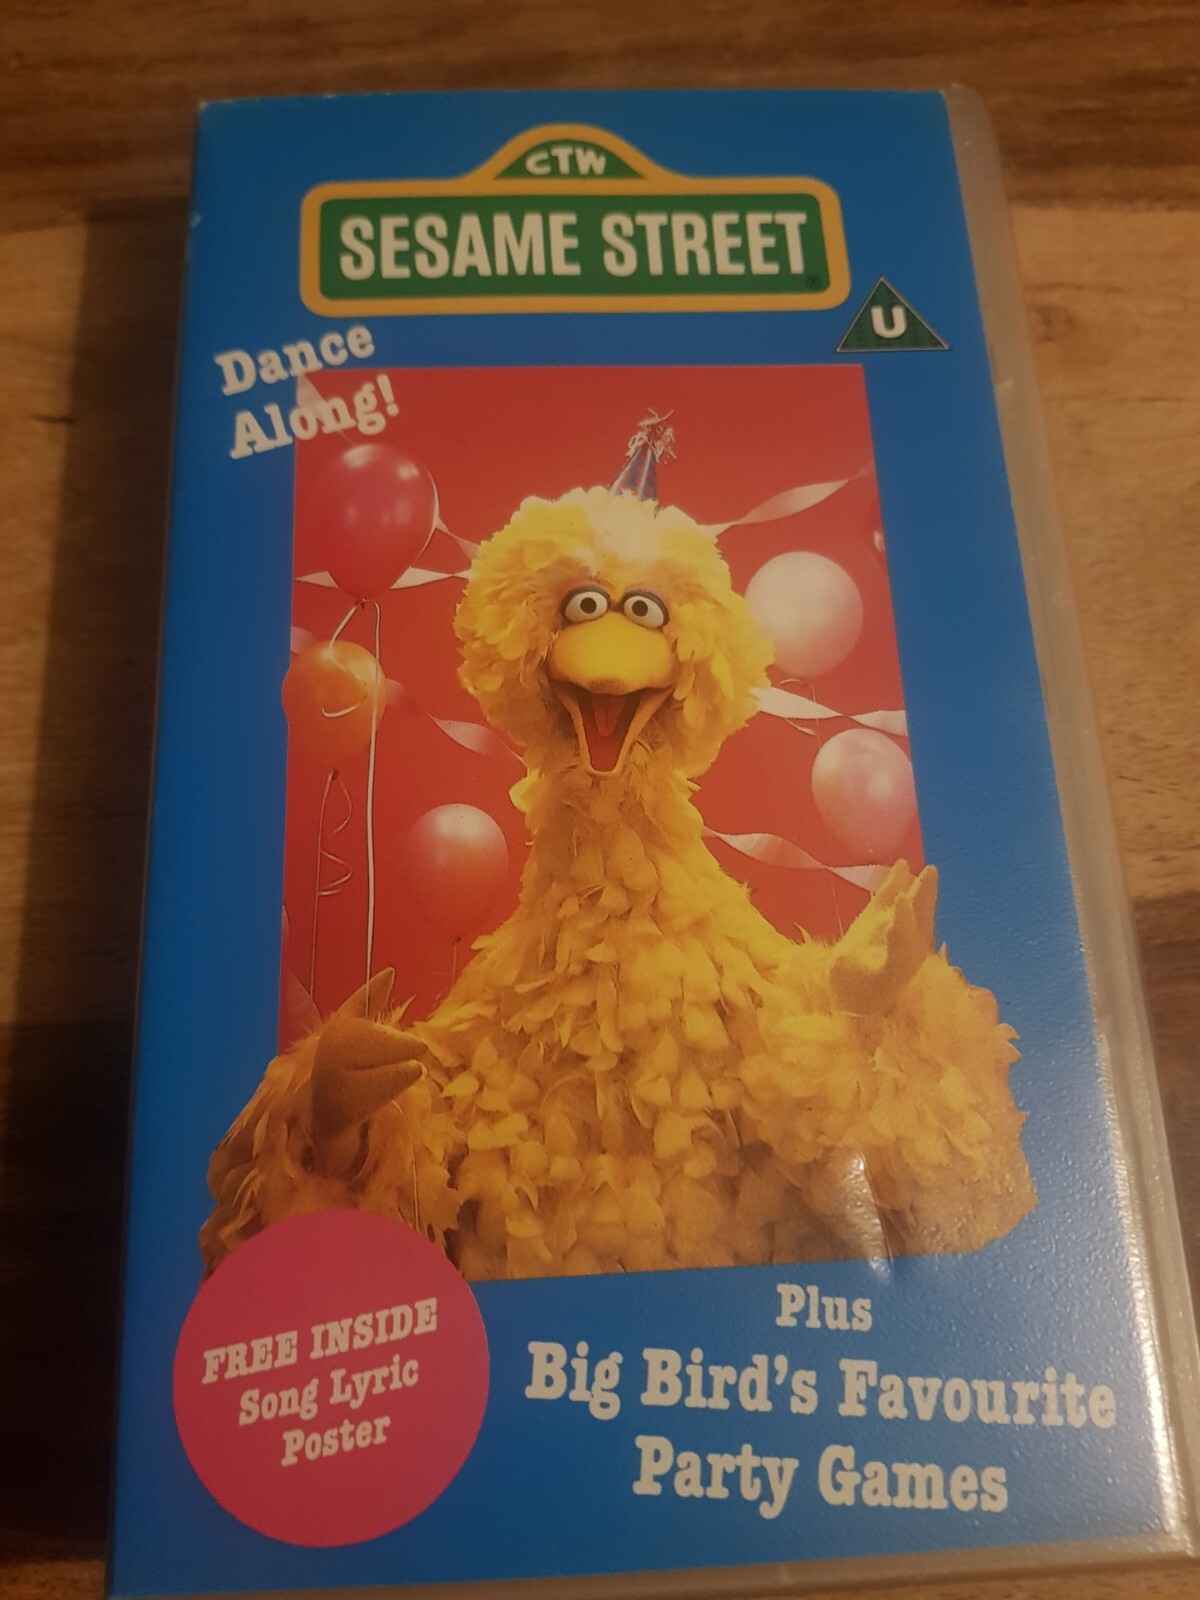 CTW
SESAME STREET
U
Dance
Along!
FREE INSIDE
Song Lyric
Poster
Plus
Big Bird's Favourite
Party Games